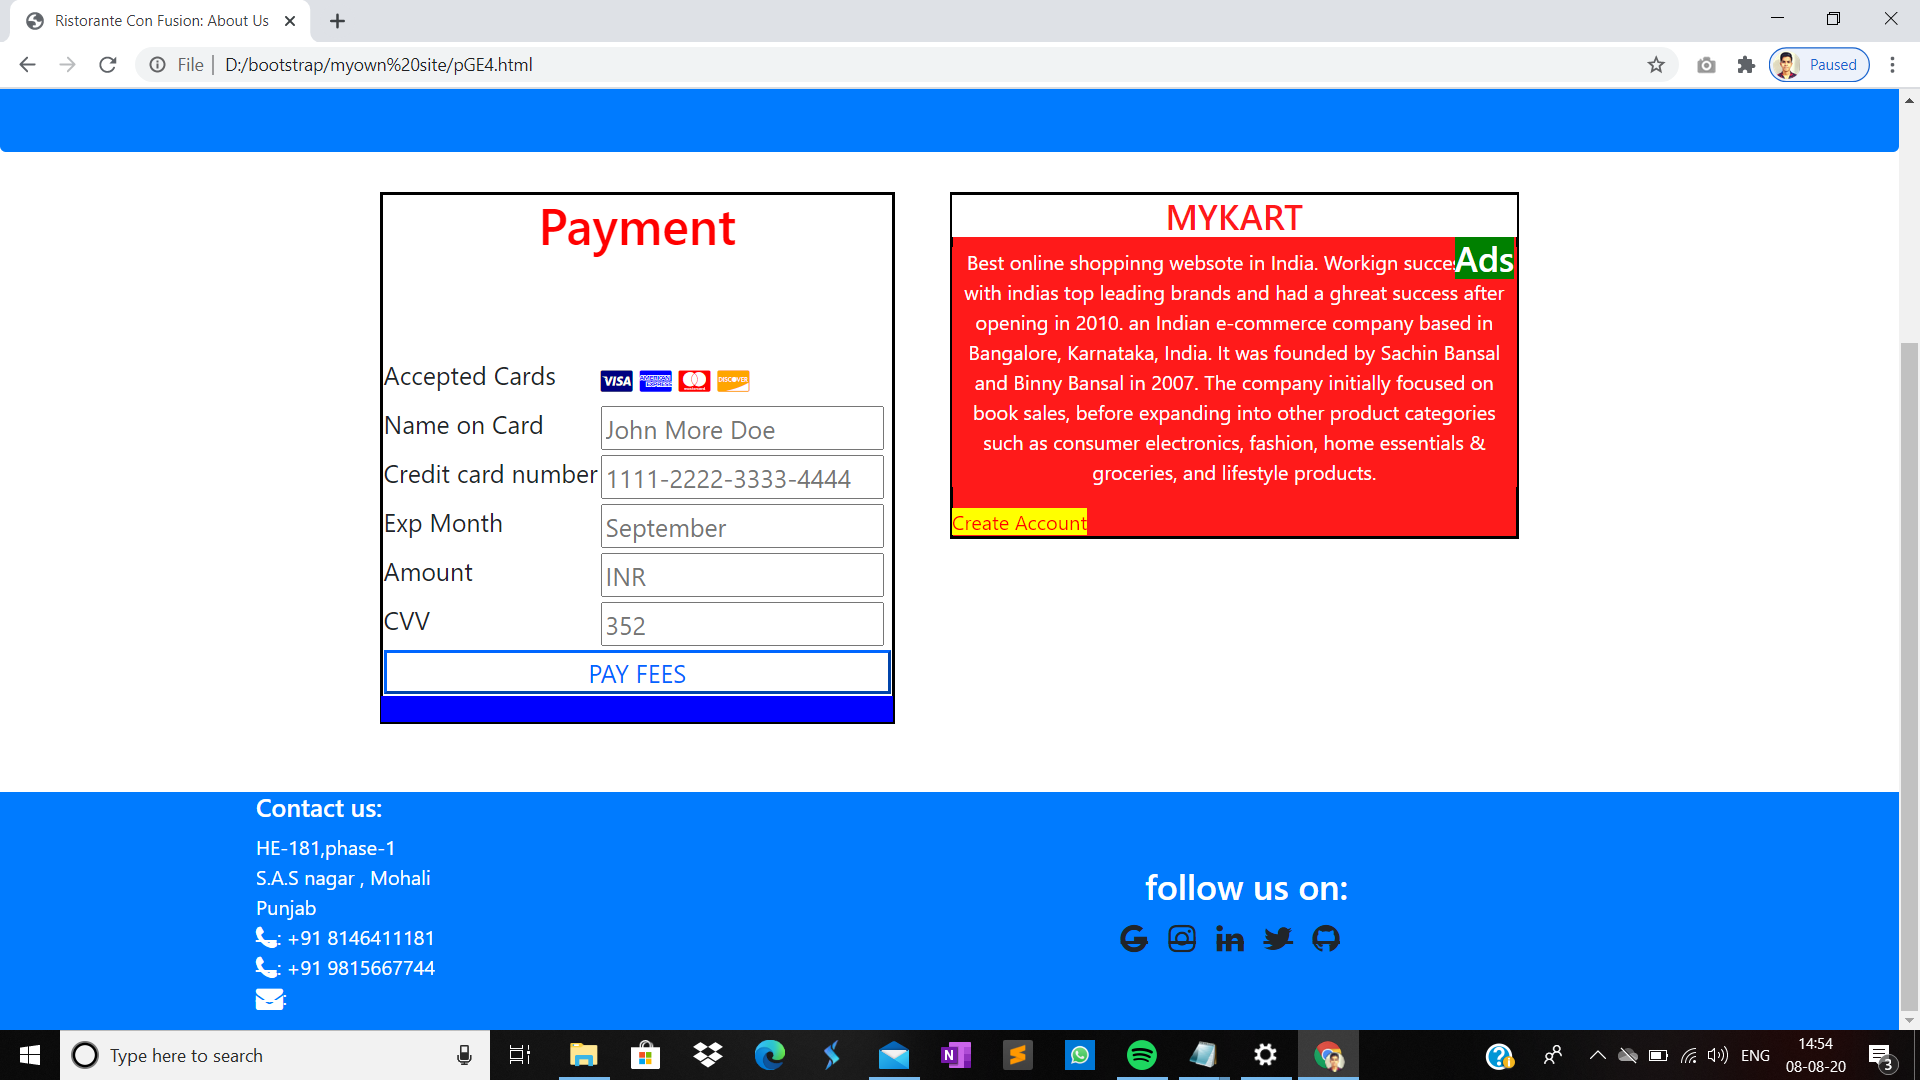 Ristorante Con Fusion: About Us
File | D:/bootstrap/myown%20site/pGE4.html
Paused
Payment
Accepted Cards
VISA AMERICAN EXPRESS DISCOVER
Name on Card
John More Doe
Credit card number
1111-2222-3333-4444
Exp Month
September
Amount
INR
CVV
352
PAY FEES
MYKART
Ads
Best online shoppinng websote in India. Workign succes
with indias top leading brands and had a ghreat success after
opening in 2010. an Indian e-commerce company based in
Bangalore, Karnataka, India. It was founded by Sachin Bansal
and Binny Bansal in 2007. The company initially focused on
book sales, before expanding into other product categories
such as consumer electronics, fashion, home essentials &
groceries, and lifestyle products.
Create Account
Contact us:
HE-181,phase-1
S.A.S nagar , Mohali
Punjab
: +91 8146411181
: +91 9815667744
:
follow us on:
Type here to search
ENG
14:54
08-08-20
3